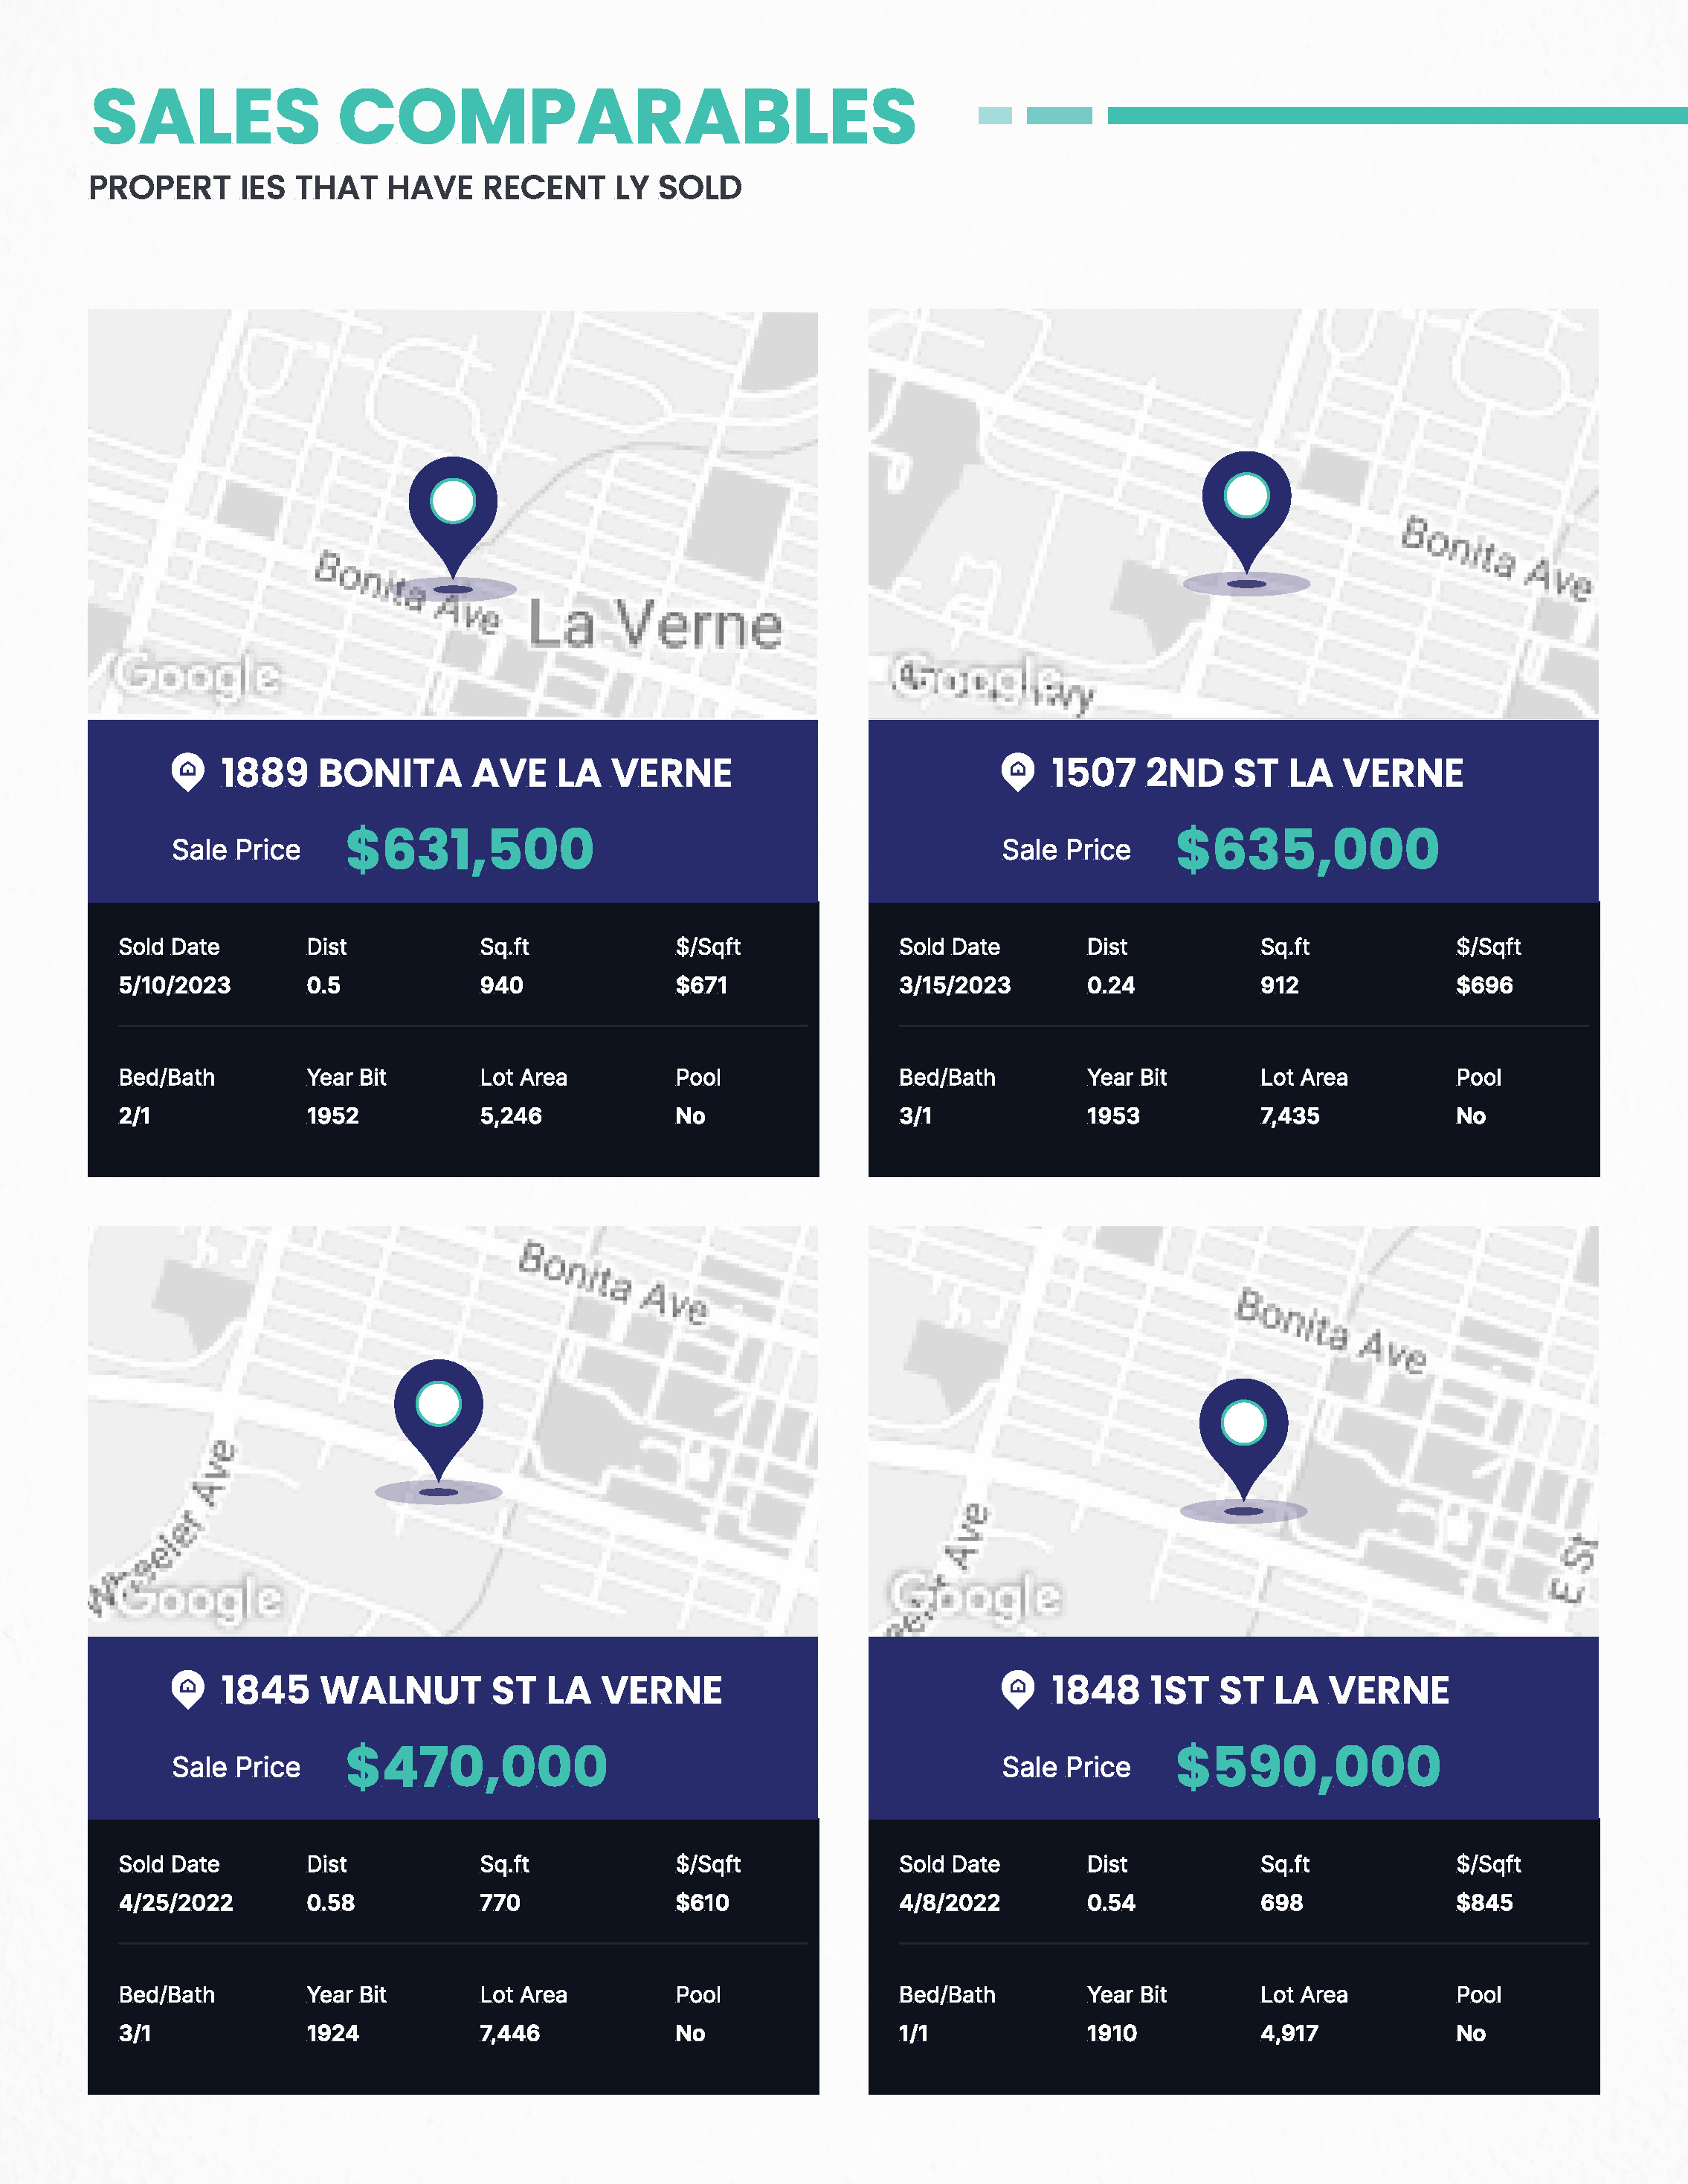 SALES COMPARABLES
PROPERT IES THAT HAVE RECENT LY SOLD
Bonita Ave
La Verne
Google
1889 BONITA AVE LA VERNE
Sale Price $631,500
Sold Date Dist Sq.ft $/Sqft
5/10/2023 0.5 940 $671
Bed/Bath Year Bit Lot Area Pool
2/1 1952 5,246 No
Bonita Ave
Google
1507 2ND ST LA VERNE
Sale Price $635,000
Sold Date Dist Sq.ft $/Sqft
3/15/2023 0.24 912 $696
Bed/Bath Year Bit Lot Area Pool
3/1 1953 7,435 No
Bonita Ave
Wheeler Ave
Google
1845 WALNUT ST LA VERNE
Sale Price $470,000
Sold Date Dist Sq.ft $/Sqft
4/25/2022 0.58 770 $610
Bed/Bath Year Bit Lot Area Pool
3/1 1924 7,446 No
Bonita Ave
Ave
E St
Google
1848 1ST ST LA VERNE
Sale Price $590,000
Sold Date Dist Sq.ft $/Sqft
4/8/2022 0.54 698 $845
Bed/Bath Year Bit Lot Area Pool
1/1 1910 4,917 No